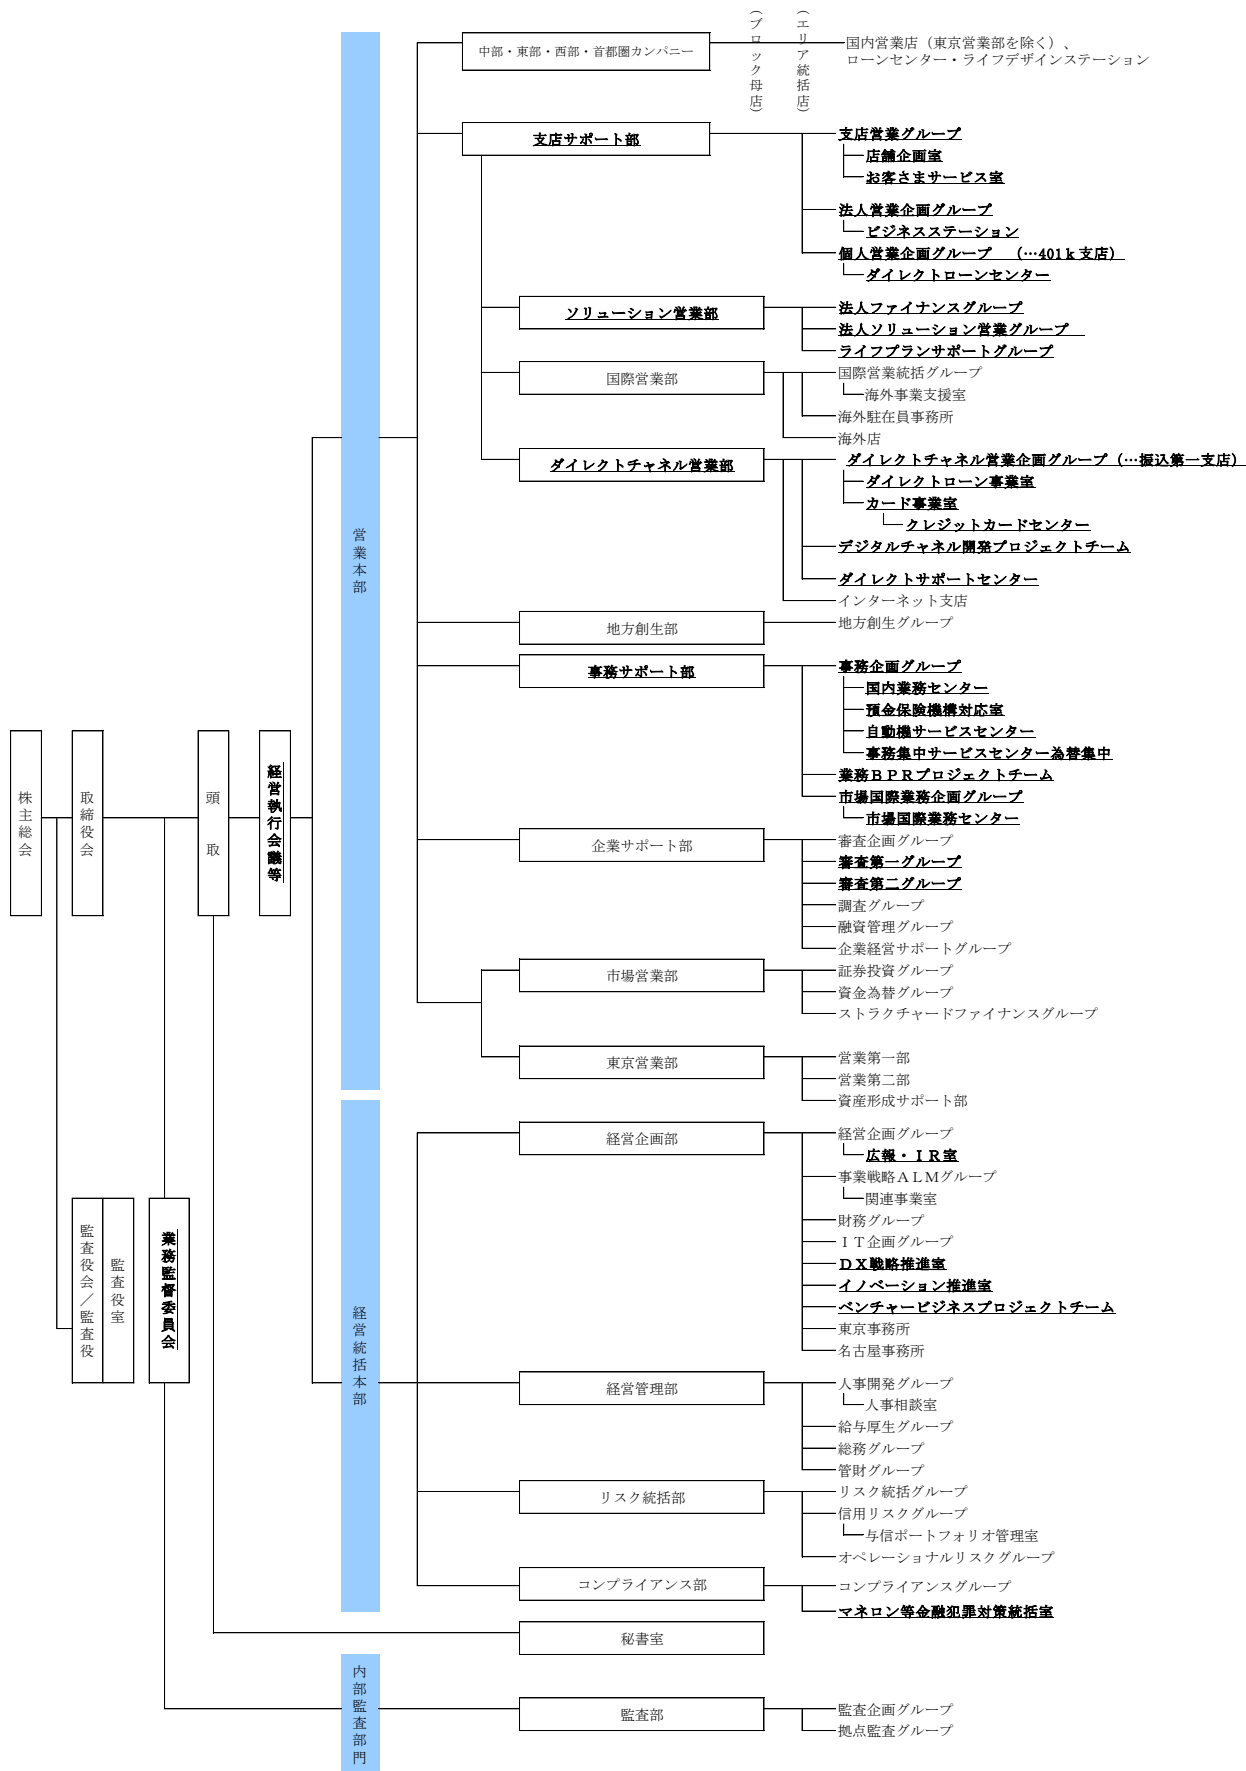 （ブロック母店）
（エリア統括店）
中部・東部・西部・首都圏カンパニー
国内営業店（東京営業部を除く）、
ローンセンター・ライフデザインステーション
支店サポート部
支店営業グループ
店舗企画室
お客さまサービス室
法人営業企画グループ
ビジネスステーション
個人営業企画グループ　（…401ｋ支店）
ダイレクトローンセンター
ソリューション営業部
法人ファイナンスグループ
法人ソリューション営業グループ
ライフプランサポートグループ
国際営業部
国際営業統括グループ
海外事業支援室
海外駐在員事務所
海外店
ダイレクトチャネル営業部
ダイレクトチャネル営業企画グループ（…振込第一支店）
ダイレクトローン事業室
カード事業室
クレジットカードセンター
デジタルチャネル開発プロジェクトチーム
ダイレクトサポートセンター
インターネット支店
営業本部
地方創生部
地方創生グループ
事務サポート部
事務企画グループ
国内業務センター
預金保険機構対応室
自動機サービスセンター
事務集中サービスセンター為替集中
業務ＢＰＲプロジェクトチーム
市場国際業務企画グループ
市場国際業務センター
株主総会
取締役会
頭取
経営執行会議等
企業サポート部
審査企画グループ
審査第一グループ
審査第二グループ
調査グループ
融資管理グループ
企業経営サポートグループ
市場営業部
証券投資グループ
資金為替グループ
ストラクチャードファイナンスグループ
東京営業部
営業第一部
営業第二部
資産形成サポート部
経営企画部
経営企画グループ
広報・ＩＲ室
事業戦略ＡＬＭグループ
関連事業室
財務グループ
ＩＴ企画グループ
ＤＸ戦略推進室
イノベーション推進室
ベンチャービジネスプロジェクトチーム
東京事務所
名古屋事務所
監査役会／監査役
監査役室
業務監督委員会
経営統括本部
経営管理部
人事開発グループ
人事相談室
給与厚生グループ
総務グループ
管財グループ
リスク統括部
リスク統括グループ
信用リスクグループ
与信ポートフォリオ管理室
オペレーショナルリスクグループ
コンプライアンス部
コンプライアンスグループ
マネロン等金融犯罪対策統括室
秘書室
内部監査部門
監査部
監査企画グループ
拠点監査グループ